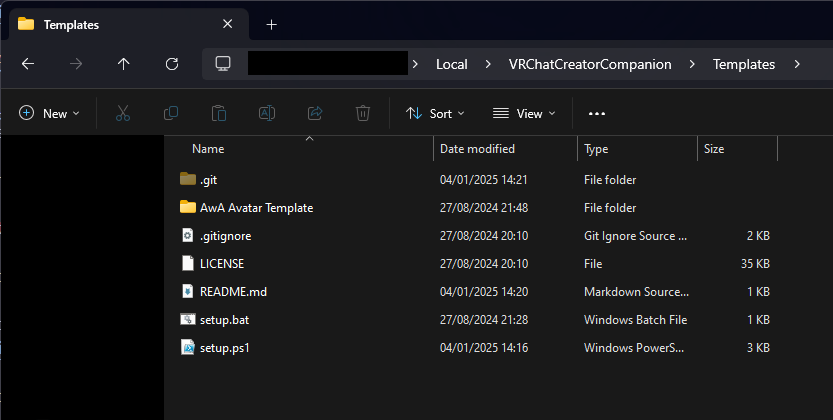 Templates
Local > VRChatCreatorCompanion > Templates >
New Sort View ...
Name Date modified Type Size
.git 04/01/2025 14:21 File folder
AwA Avatar Template 27/08/2024 21:48 File folder
.gitignore 27/08/2024 20:10 Git Ignore Source ... 2 KB
LICENSE 27/08/2024 20:10 File 35 KB
README.md 04/01/2025 14:20 Markdown Source... 1 KB
setup.bat 27/08/2024 21:28 Windows Batch File 1 KB
setup.ps1 04/01/2025 14:16 Windows PowerS... 3 KB